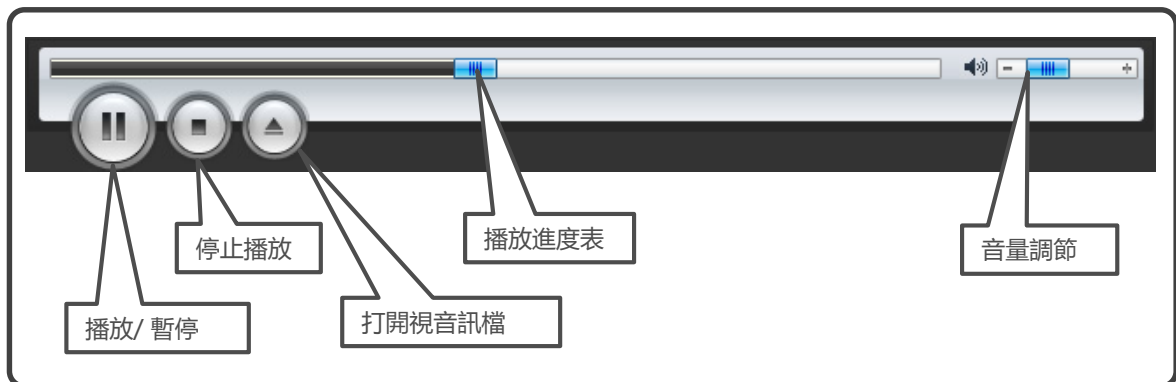 停止播放
播放進度表
音量調節
播放/ 暫停
打開視音訊檔